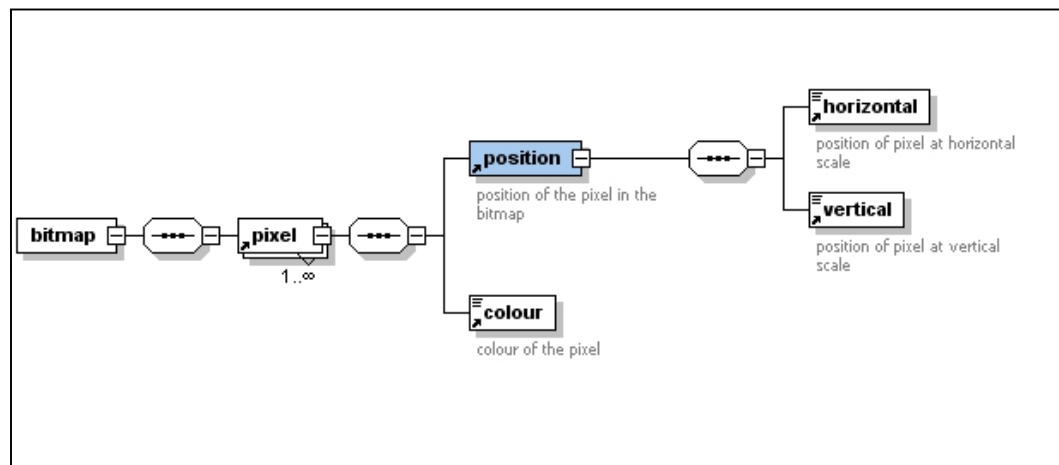 bitmap
pixel
1..∞
position
position of the pixel in the
bitmap
horizontal
position of pixel at horizontal
scale
vertical
position of pixel at vertical
scale
colour
colour of the pixel